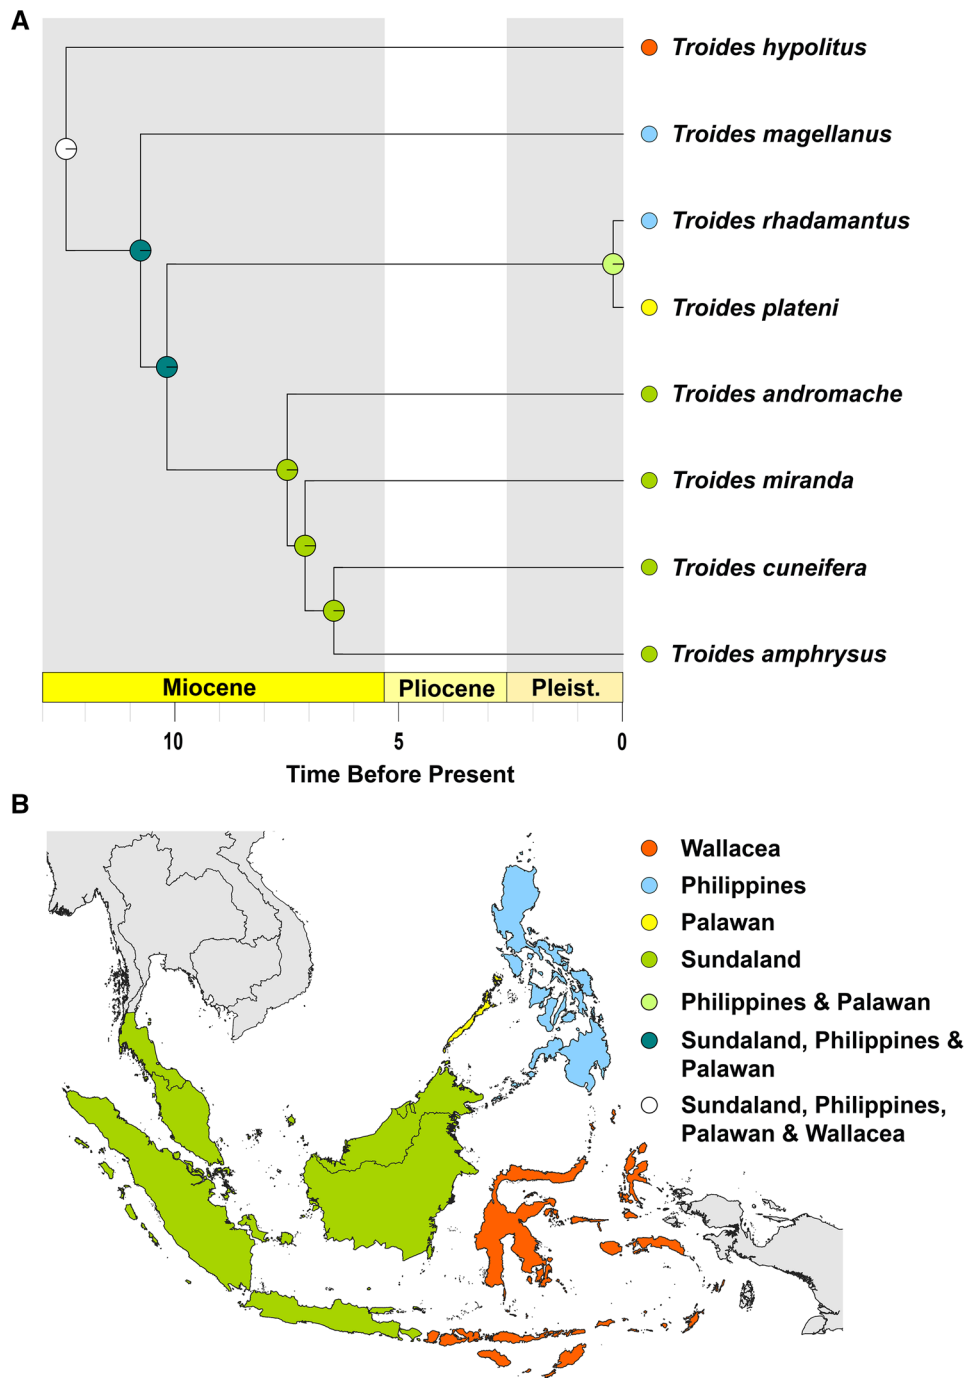 A
Troides hypolitus
Troides magellanus
Troides rhadamantus
Troides plateni
Troides andromache
Troides miranda
Troides cuneifera
Troides amphrysus
Miocene Pliocene Pleist.
10 5 0
Time Before Present
B
Wallacea
Philippines
Palawan
Sundaland
Philippines & Palawan
Sundaland, Philippines &
Palawan
Sundaland, Philippines,
Palawan & Wallacea